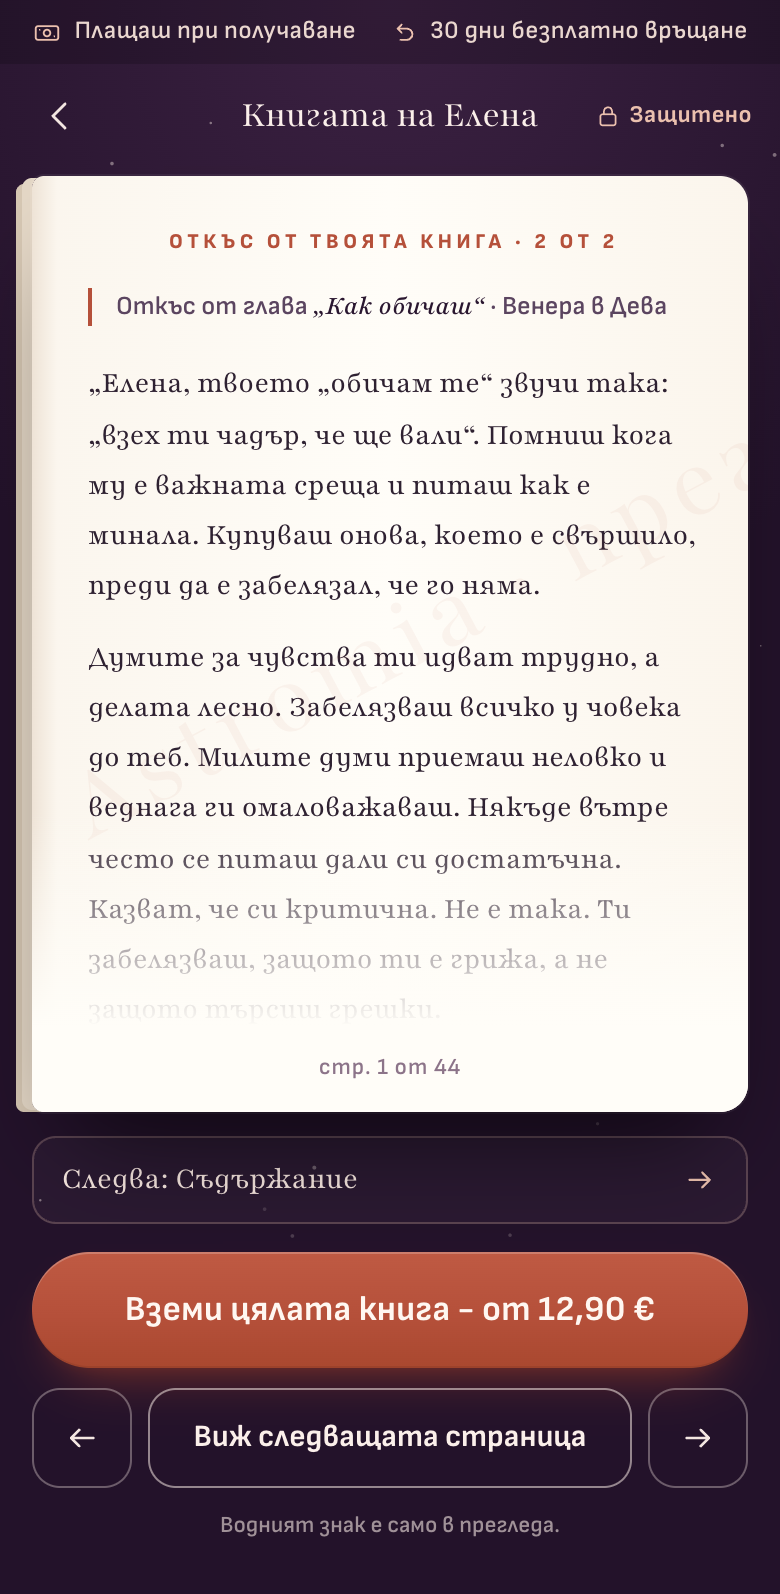 Плащаш при получаване
30 дни безплатно връщане
Книгата на Елена
Защитено
ОТКЪС ОТ ТВОЯТА КНИГА · 2 ОТ 2
Откъс от глава „Как обичаш“ · Венера в Дева
„Елена, твоето „обичам те“ звучи така:
„взех ти чадър, че ще вали“. Помниш кога
му е важната среща и питаш как е
минала. Купуваш онова, което е свършило,
преди да е забелязал, че го няма.
Думите за чувства ти идват трудно, а
делата лесно. Забелязваш всичко у човека
до теб. Милите думи приемаш неловко и
веднага ги омаловажаваш. Някъде вътре
често се питаш дали си достатъчна.
Казват, че си критична. Не е така. Ти
забелязваш, защото ти е грижа, а не
защото търсиш грешки.
Astromia
стр. 1 от 44
Следва: Съдържание
Вземи цялата книга - от 12,90 €
Виж следващата страница
Водният знак е само в прегледа.